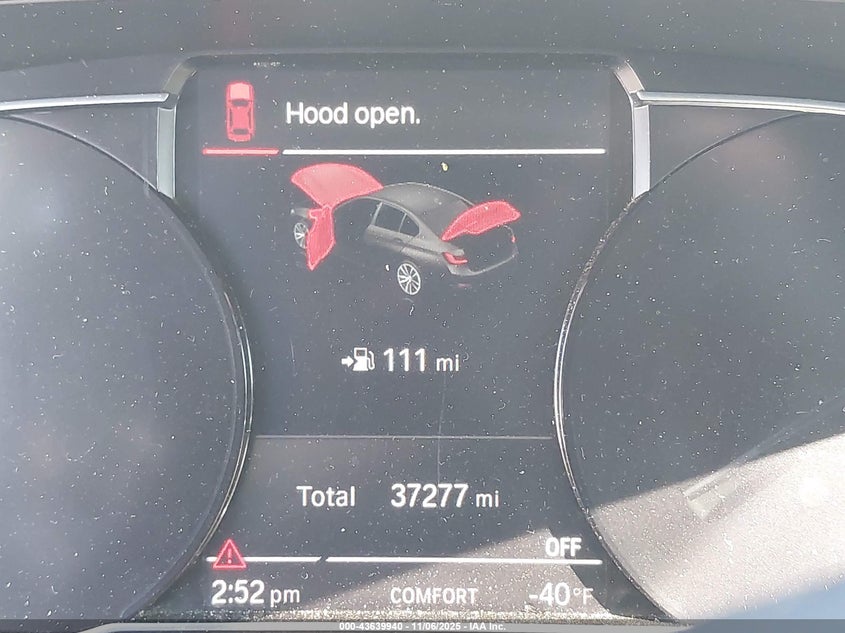 Hood open.
111 mi
Total 37277 mi
OFF
2:52 pm COMFORT -40°F
000-43639940 - 11/06/2025 - IAA Inc.